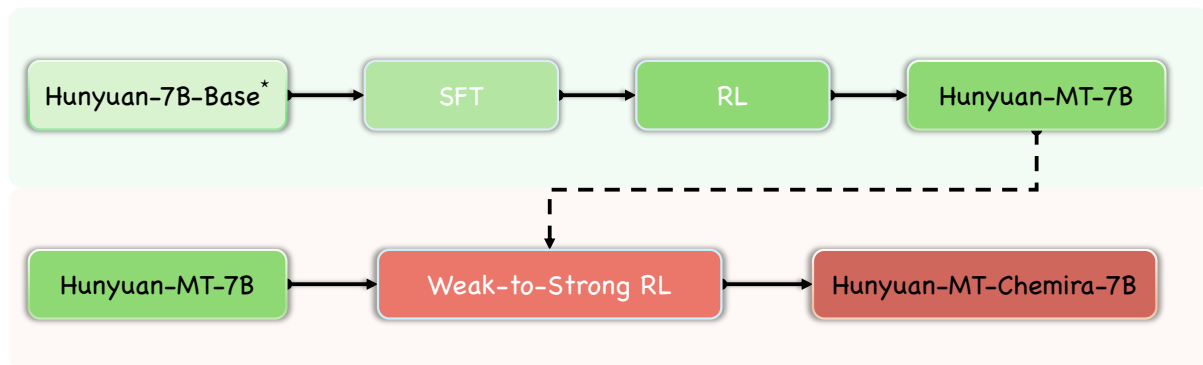 Hunyuan-7B-Base*
SFT
RL
Hunyuan-MT-7B
Hunyuan-MT-7B
Weak-to-Strong RL
Hunyuan-MT-Chemira-7B